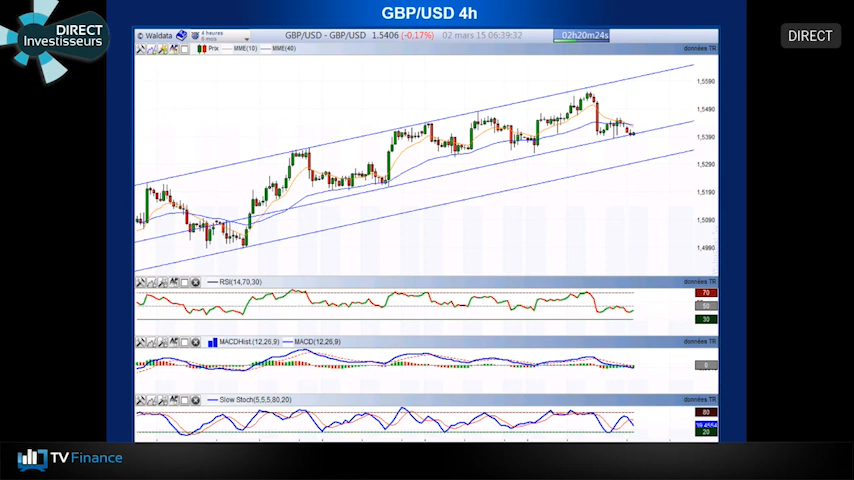 GBP/USD 4h
DIRECT
Investisseurs
DIRECT
© Waldata
4 heures
6 mois
GBP/USD - GBP/USD 1.5406 (-0,17%) 02 mars 15 06:39:32
02h20m24s
Prix MME(10) MME(40)
données TR
1,5590
1,5490
1,5390
1,5290
1,5190
1,5090
1,4990
RSI(14,70,30)
données TR
70
50
30
MACDHist.(12,26,9) MACD(12,26,9)
données TR
0
Slow Stoch(5,5,5,80,20)
données TR
80
20
TV Finance